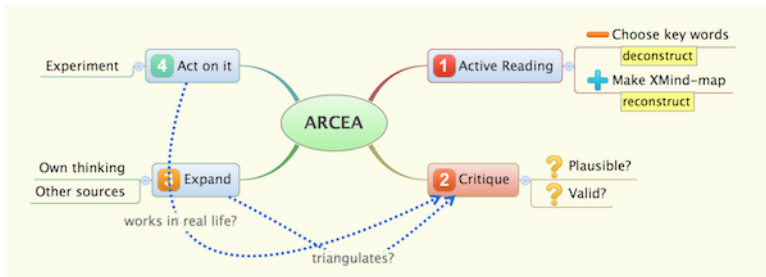 ARCEA
1 Active Reading
Choose key words
deconstruct
Make XMind-map
reconstruct
2 Critique
Plausible?
Valid?
3 Expand
Own thinking
Other sources
4 Act on it
Experiment
works in real life?
triangulates?